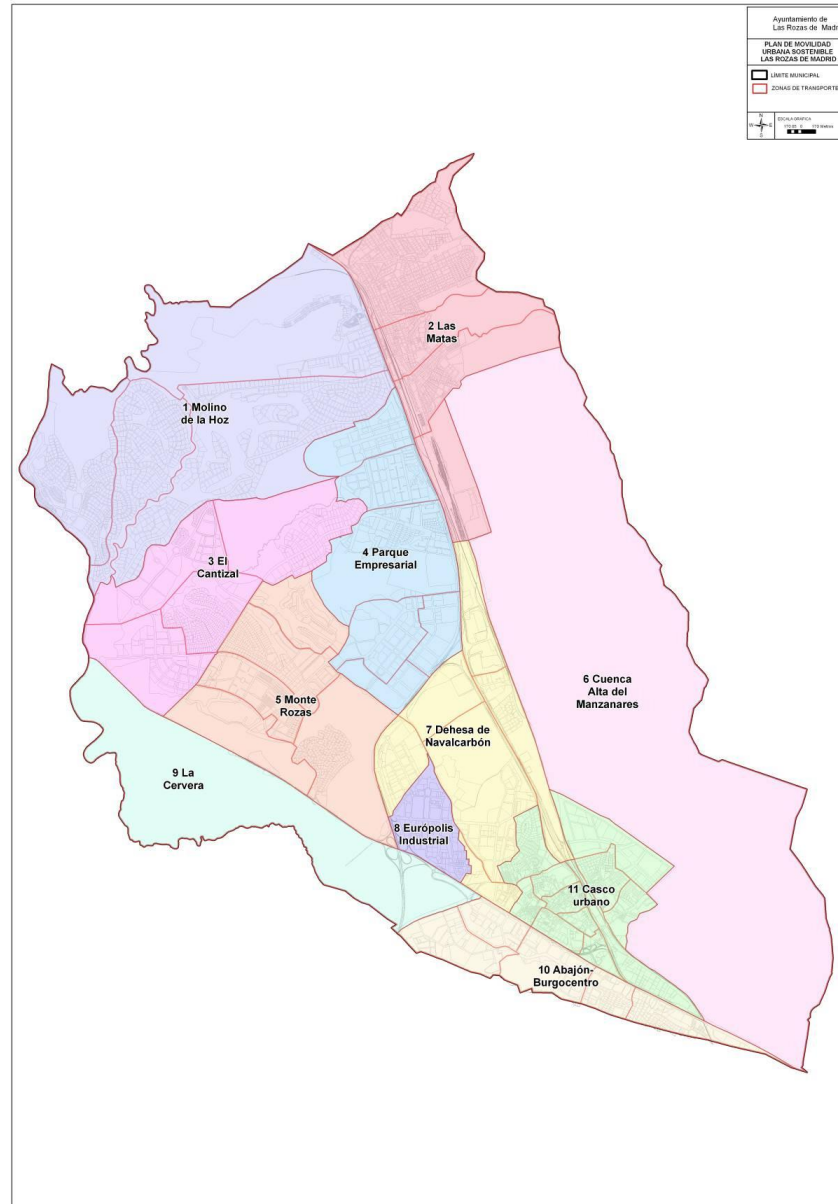 Ayuntamiento de
Las Rozas de Madr
PLAN DE MOVILIDAD
URBANA SOSTENIBLE
LAS ROZAS DE MADRID
LÍMITE MUNICIPAL
ZONAS DE TRANSPORTE
N
W E
S
ESCALA GRÁFICA
0
2 Las
Matas
1 Molino
de la Hoz
3 El
Cantizal
4 Parque
Empresarial
6 Cuenca
Alta del
Manzanares
5 Monte
Rozas
7 Dehesa de
Navalcarbón
9 La
Cervera
8 Európolis
Industrial
11 Casco
urbano
10 Abajón-
Burgocentro